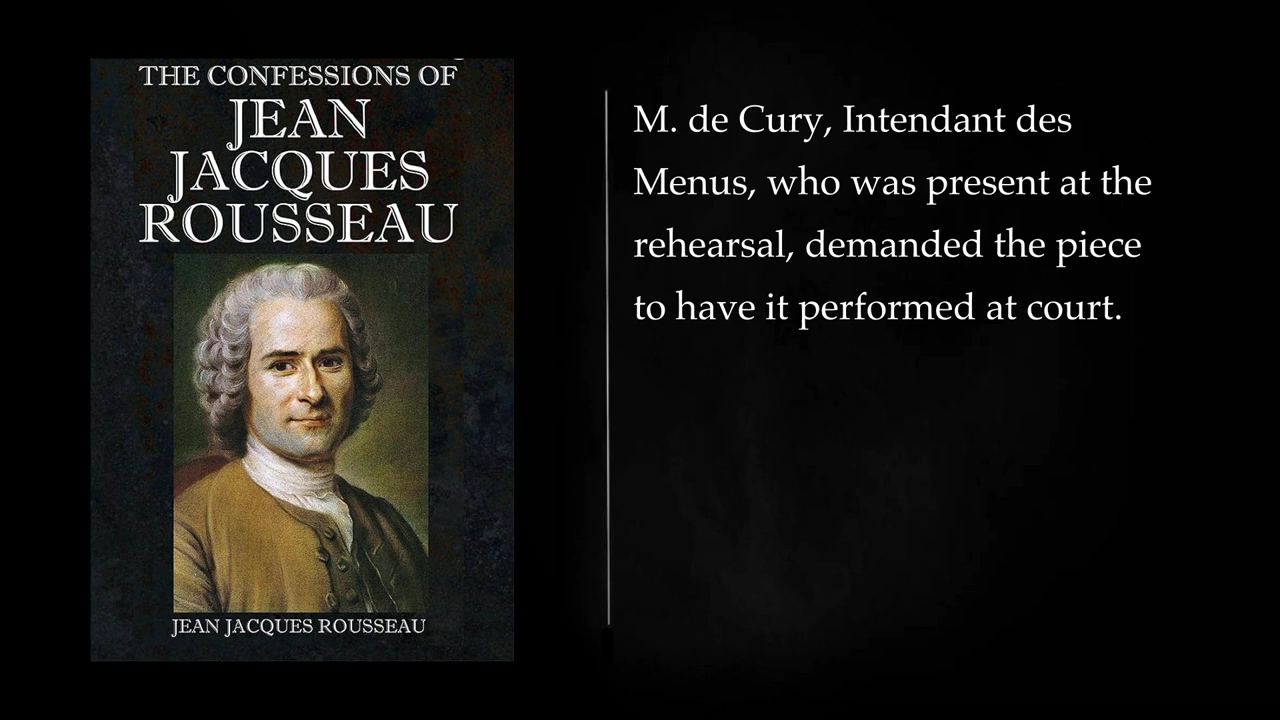 THE CONFESSIONS OF
JEAN
JACQUES
ROUSSEAU
JEAN JACQUES ROUSSEAU
M. de Cury, Intendant des
Menus, who was present at the
rehearsal, demanded the piece
to have it performed at court.